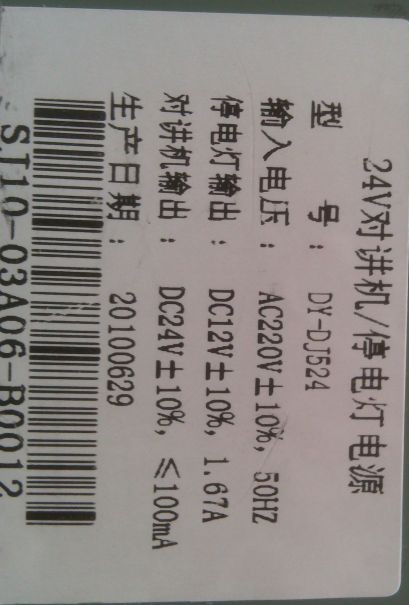 24V对讲机/停电灯电源
型 号： DY-DJ524
输入电压： AC220V±10%, 50HZ
停电灯输出： DC12V±10%, 1.67A
对讲机输出： DC24V±10%, ≤100mA
生产日期： 20100629
SJ10-03A06-B0012